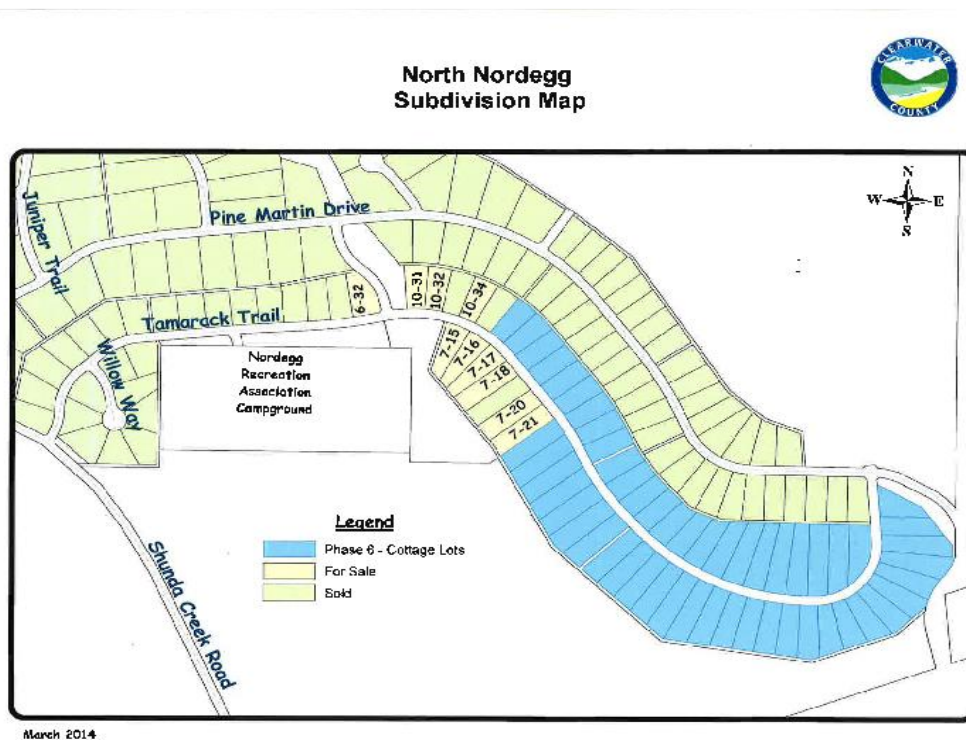 North Nordegg
Subdivision Map
CLEARWATER
COUNTY
N
W
E
S
Juniper Trail
Pine Martin Drive
6-32
10-31
10-32
10-34
Tamarack Trail
Willow Way
7-15
7-16
7-17
7-18
7-20
7-21
Nordegg
Recreation
Association
Campground
Shunda Creek Road
Legend
Phase 6 - Cottage Lots
For Sale
Sold
March 2014